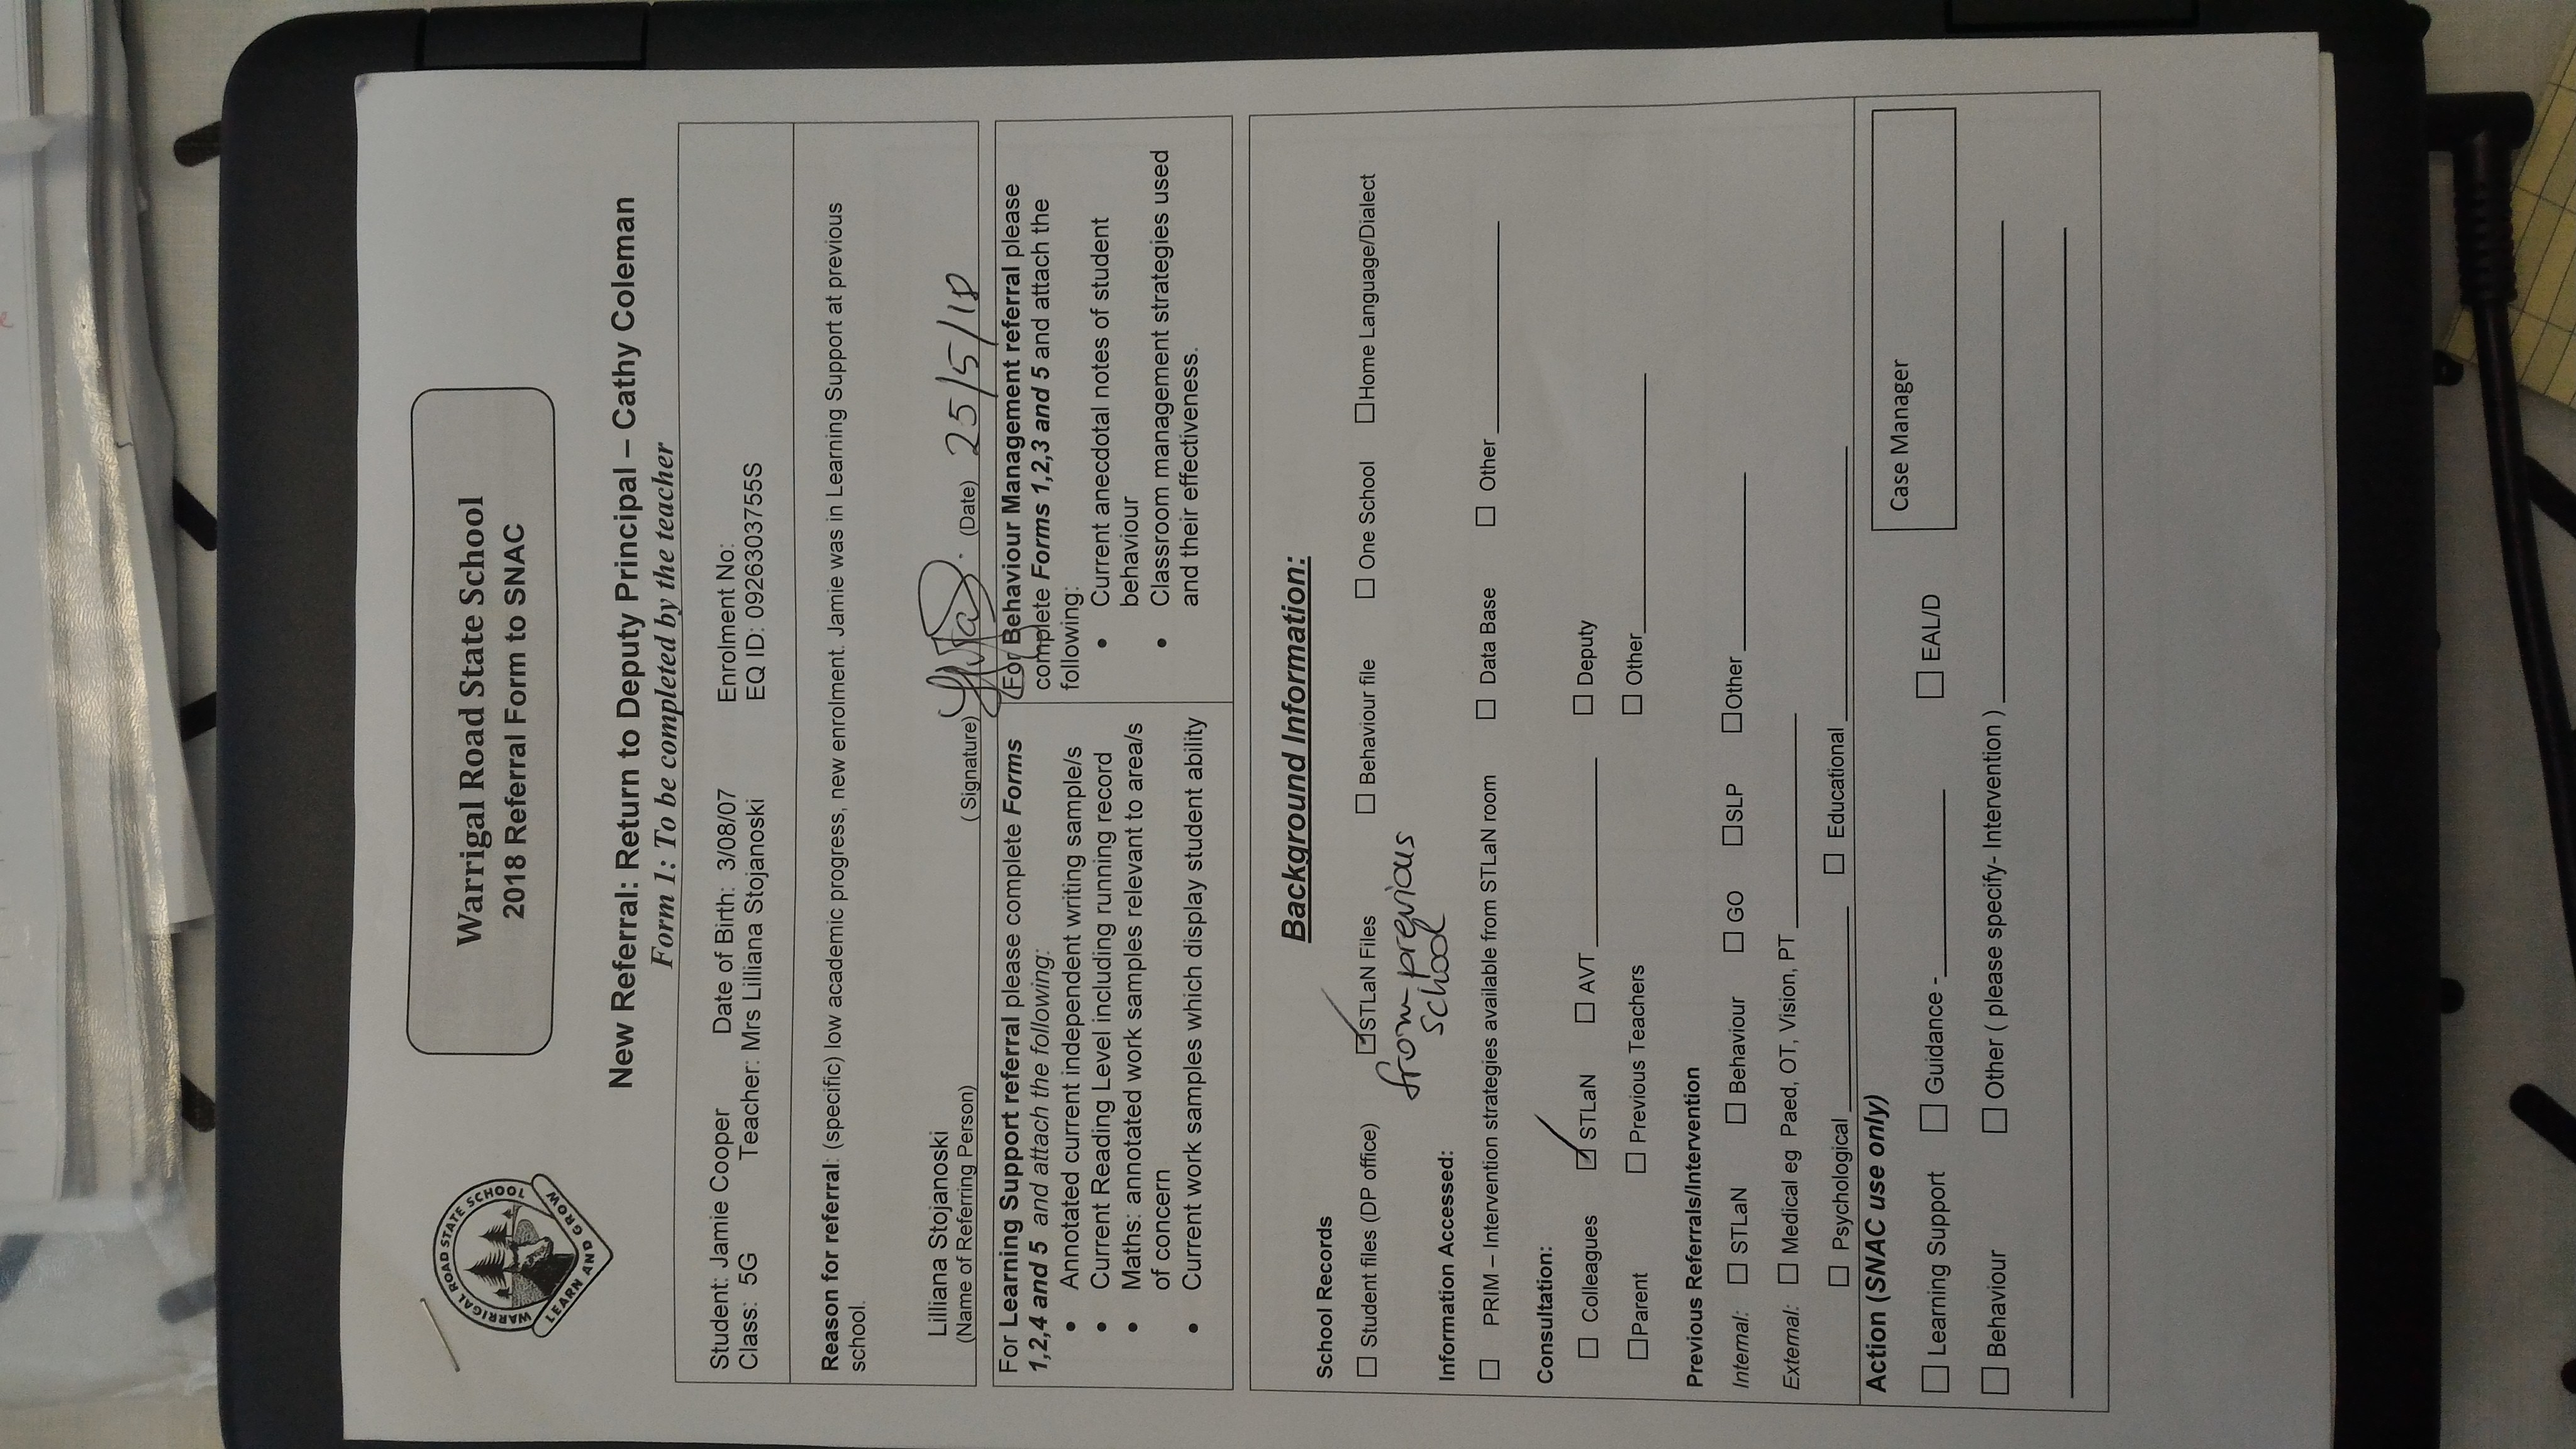 WARRIGAL ROAD STATE SCHOOL
LEARN AND GROW
Warrigal Road State School
2018 Referral Form to SNAC
New Referral: Return to Deputy Principal – Cathy Coleman
Form 1: To be completed by the teacher
Student: Jamie Cooper Date of Birth: 3/08/07 Enrolment No:
Class: 5G Teacher: Mrs Lilliana Stojanoski EQ ID: 0926303755S
Reason for referral: (specific) low academic progress, new enrolment. Jamie was in Learning Support at previous
school.
Lilliana Stojanoski
(Name of Referring Person) ( Signature) (Date) 25/5/18
For Learning Support referral please complete Forms
1,2,4 and 5 and attach the following:
• Annotated current independent writing sample/s
• Current Reading Level including running record
• Maths: annotated work samples relevant to area/s
of concern
• Current work samples which display student ability
For Behaviour Management referral please
complete Forms 1,2,3 and 5 and attach the
following:
• Current anecdotal notes of student
behaviour
• Classroom management strategies used
and their effectiveness.
Background Information:
School Records
☐ Student files (DP office) ☑ STLaN Files ☐ Behaviour file ☐ One School ☐ Home Language/Dialect
from previous
school
Information Accessed:
☐ PRIM – Intervention strategies available from STLaN room ☐ Data Base ☐ Other
Consultation:
☐ Colleagues ☑ STLaN ☐ AVT ☐ Deputy
☐ Parent ☐ Previous Teachers ☐ Other
Previous Referrals/Intervention
Internal: ☐ STLaN ☐ Behaviour ☐ GO ☐ SLP ☐ Other
External: ☐ Medical eg Paed, OT, Vision, PT
☐ Psychological ☐ Educational
Action (SNAC use only)
Case Manager
☐ Learning Support ☐ Guidance - ☐ EAL/D
☐ Behaviour ☐ Other ( please specify- Intervention )